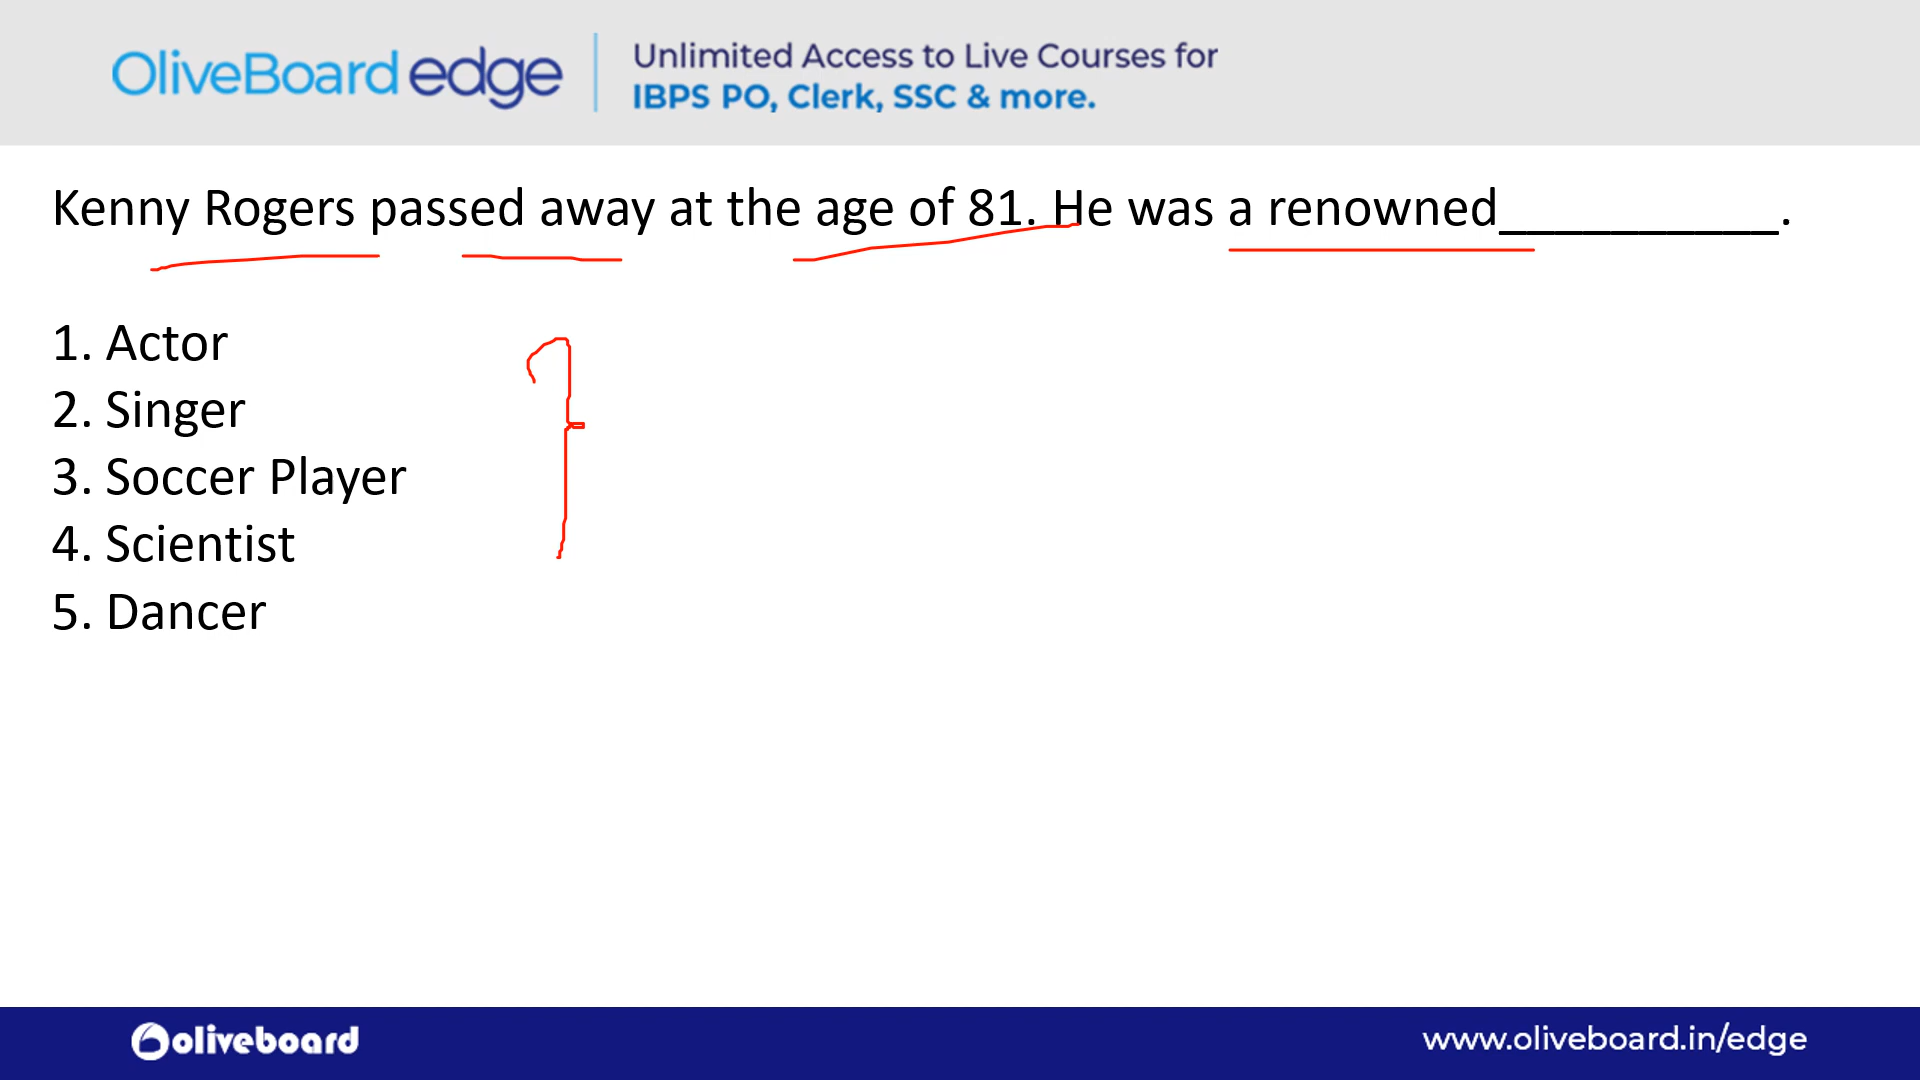 OliveBoard edge
Unlimited Access to Live Courses for
IBPS PO, Clerk, SSC & more.
Kenny Rogers passed away at the age of 81. He was a renowned__________.
1. Actor
2. Singer
3. Soccer Player
4. Scientist
5. Dancer
oliveboard
www.oliveboard.in/edge